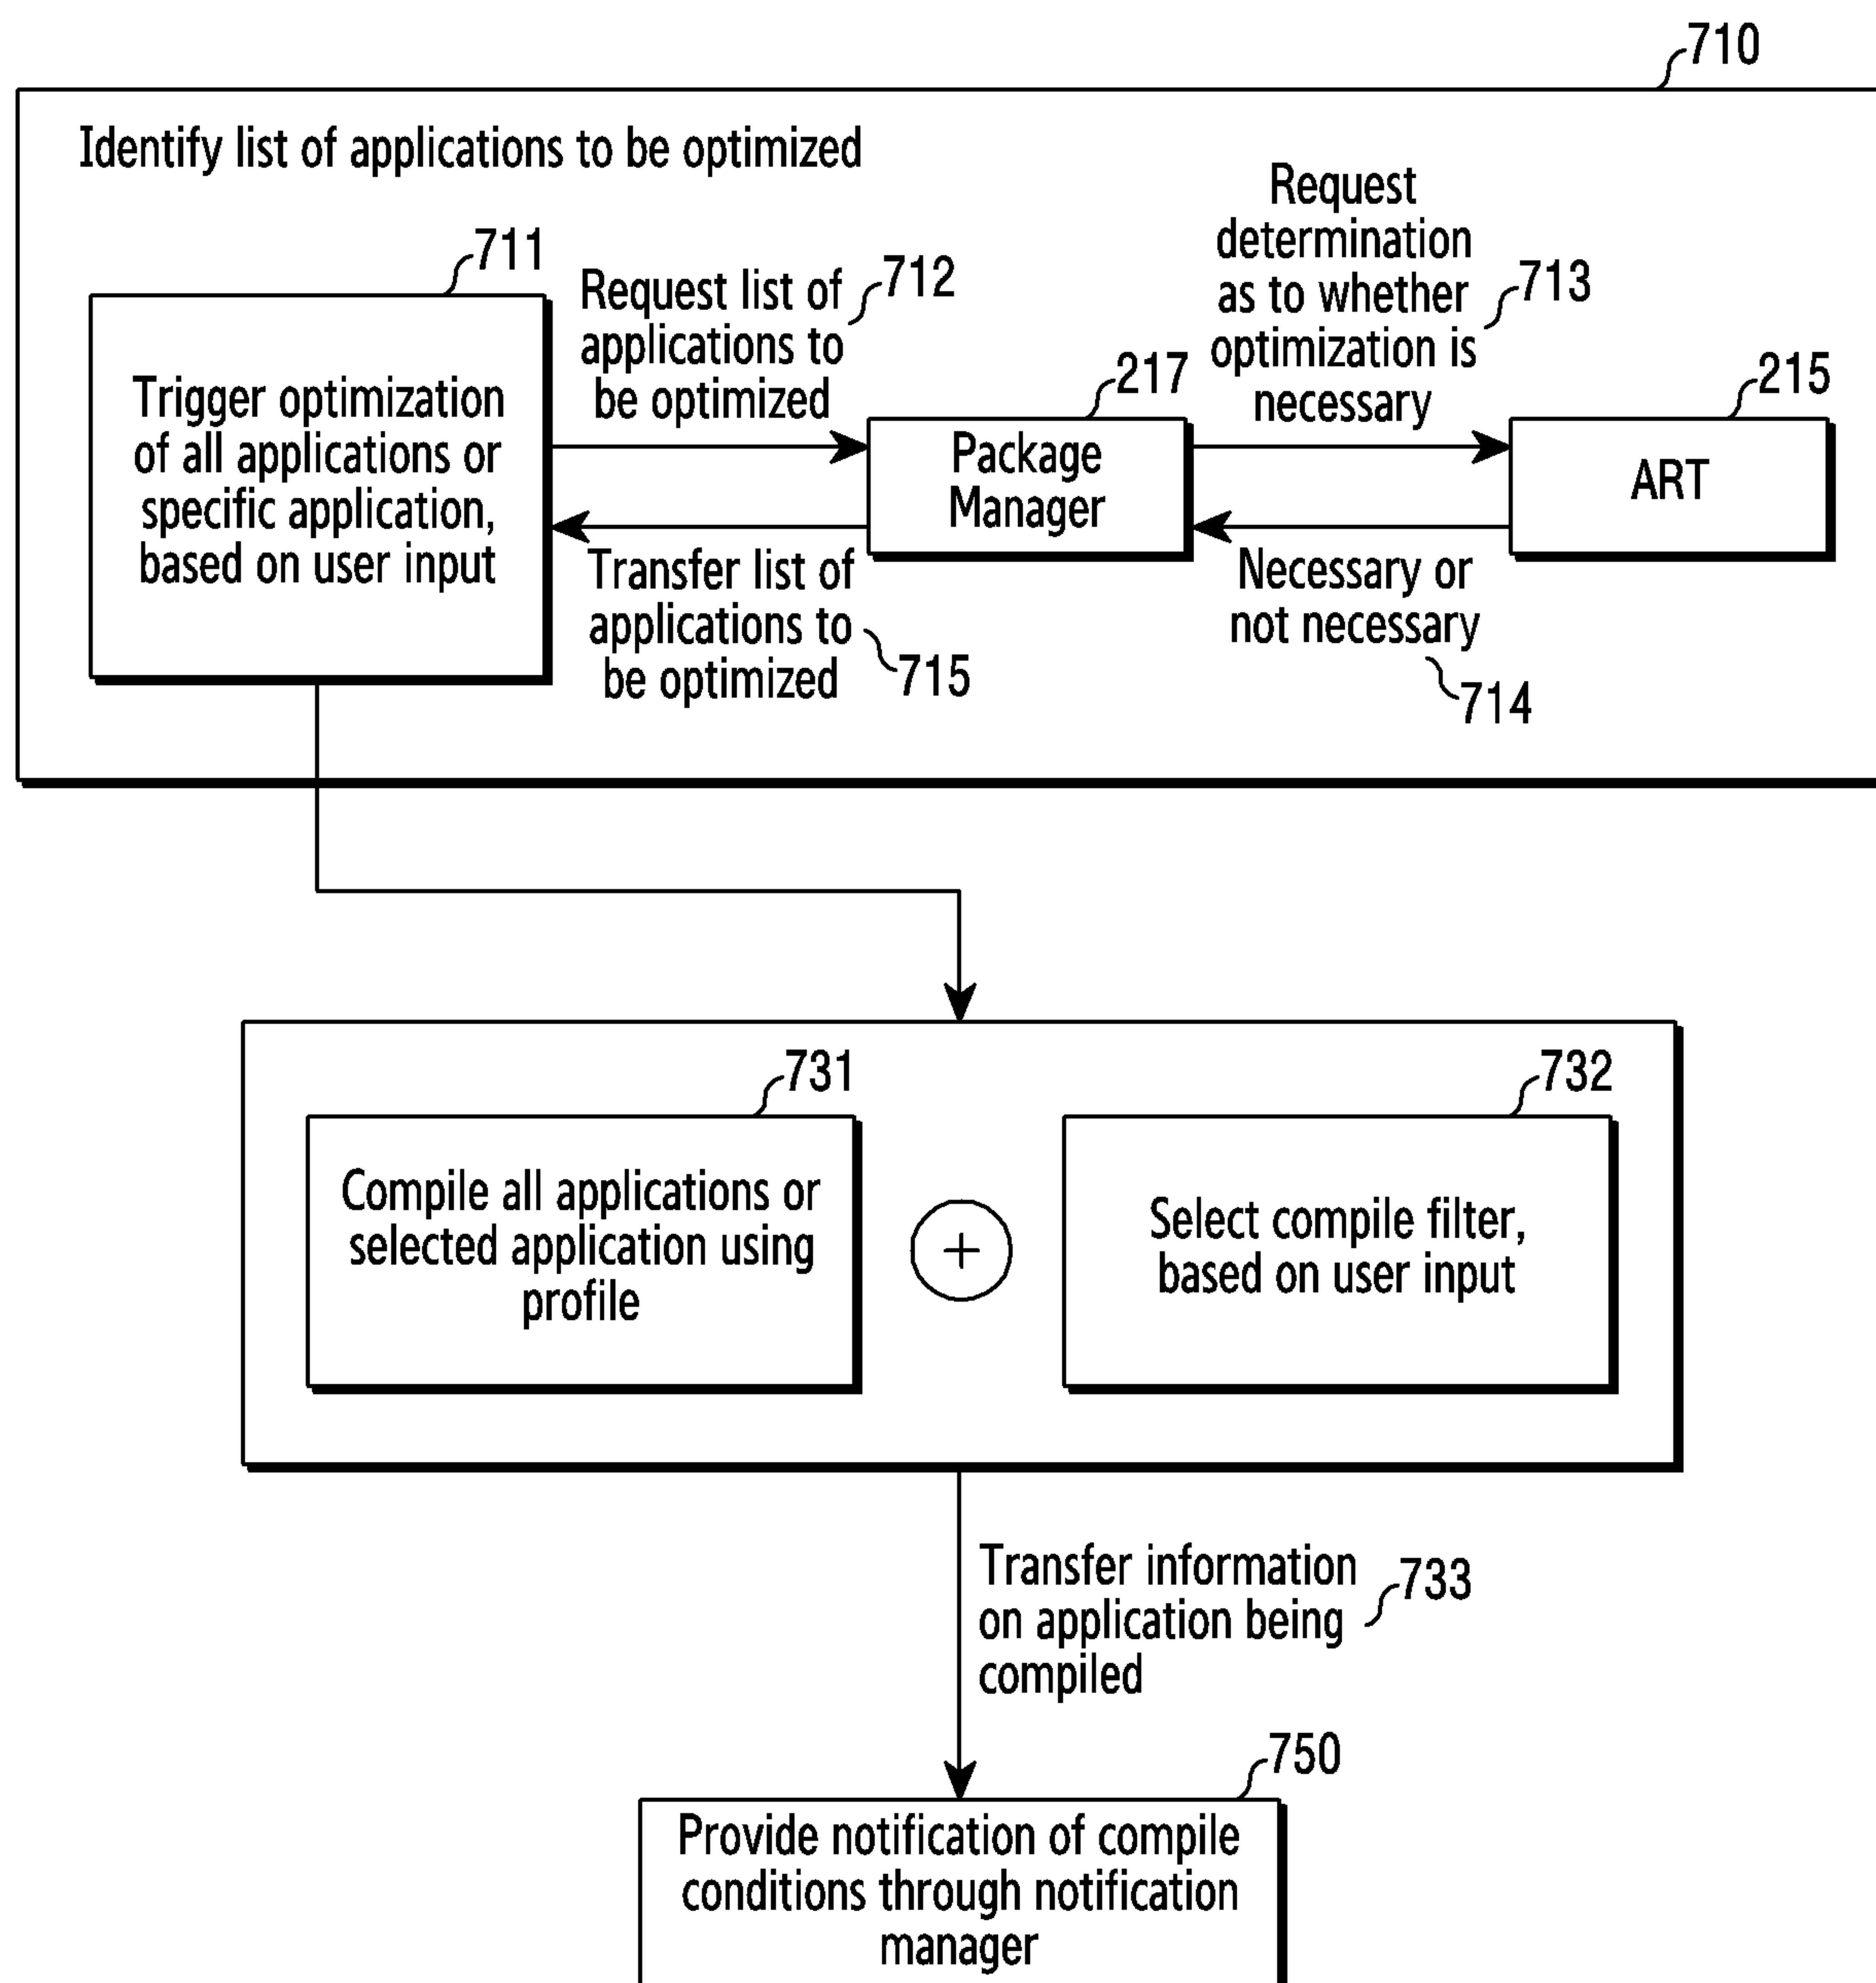 710
Identify list of applications to be optimized
711
Trigger optimization
of all applications or
specific application,
based on user input
Request list of
applications to
be optimized
712
217
Package
Manager
Request
determination
as to whether
optimization is
necessary
713
215
ART
Transfer list of
applications to
be optimized
715
Necessary or
not necessary
714
731
Compile all applications or
selected application using
profile
+
732
Select compile filter,
based on user input
Transfer information
on application being
compiled
733
750
Provide notification of compile
conditions through notification
manager